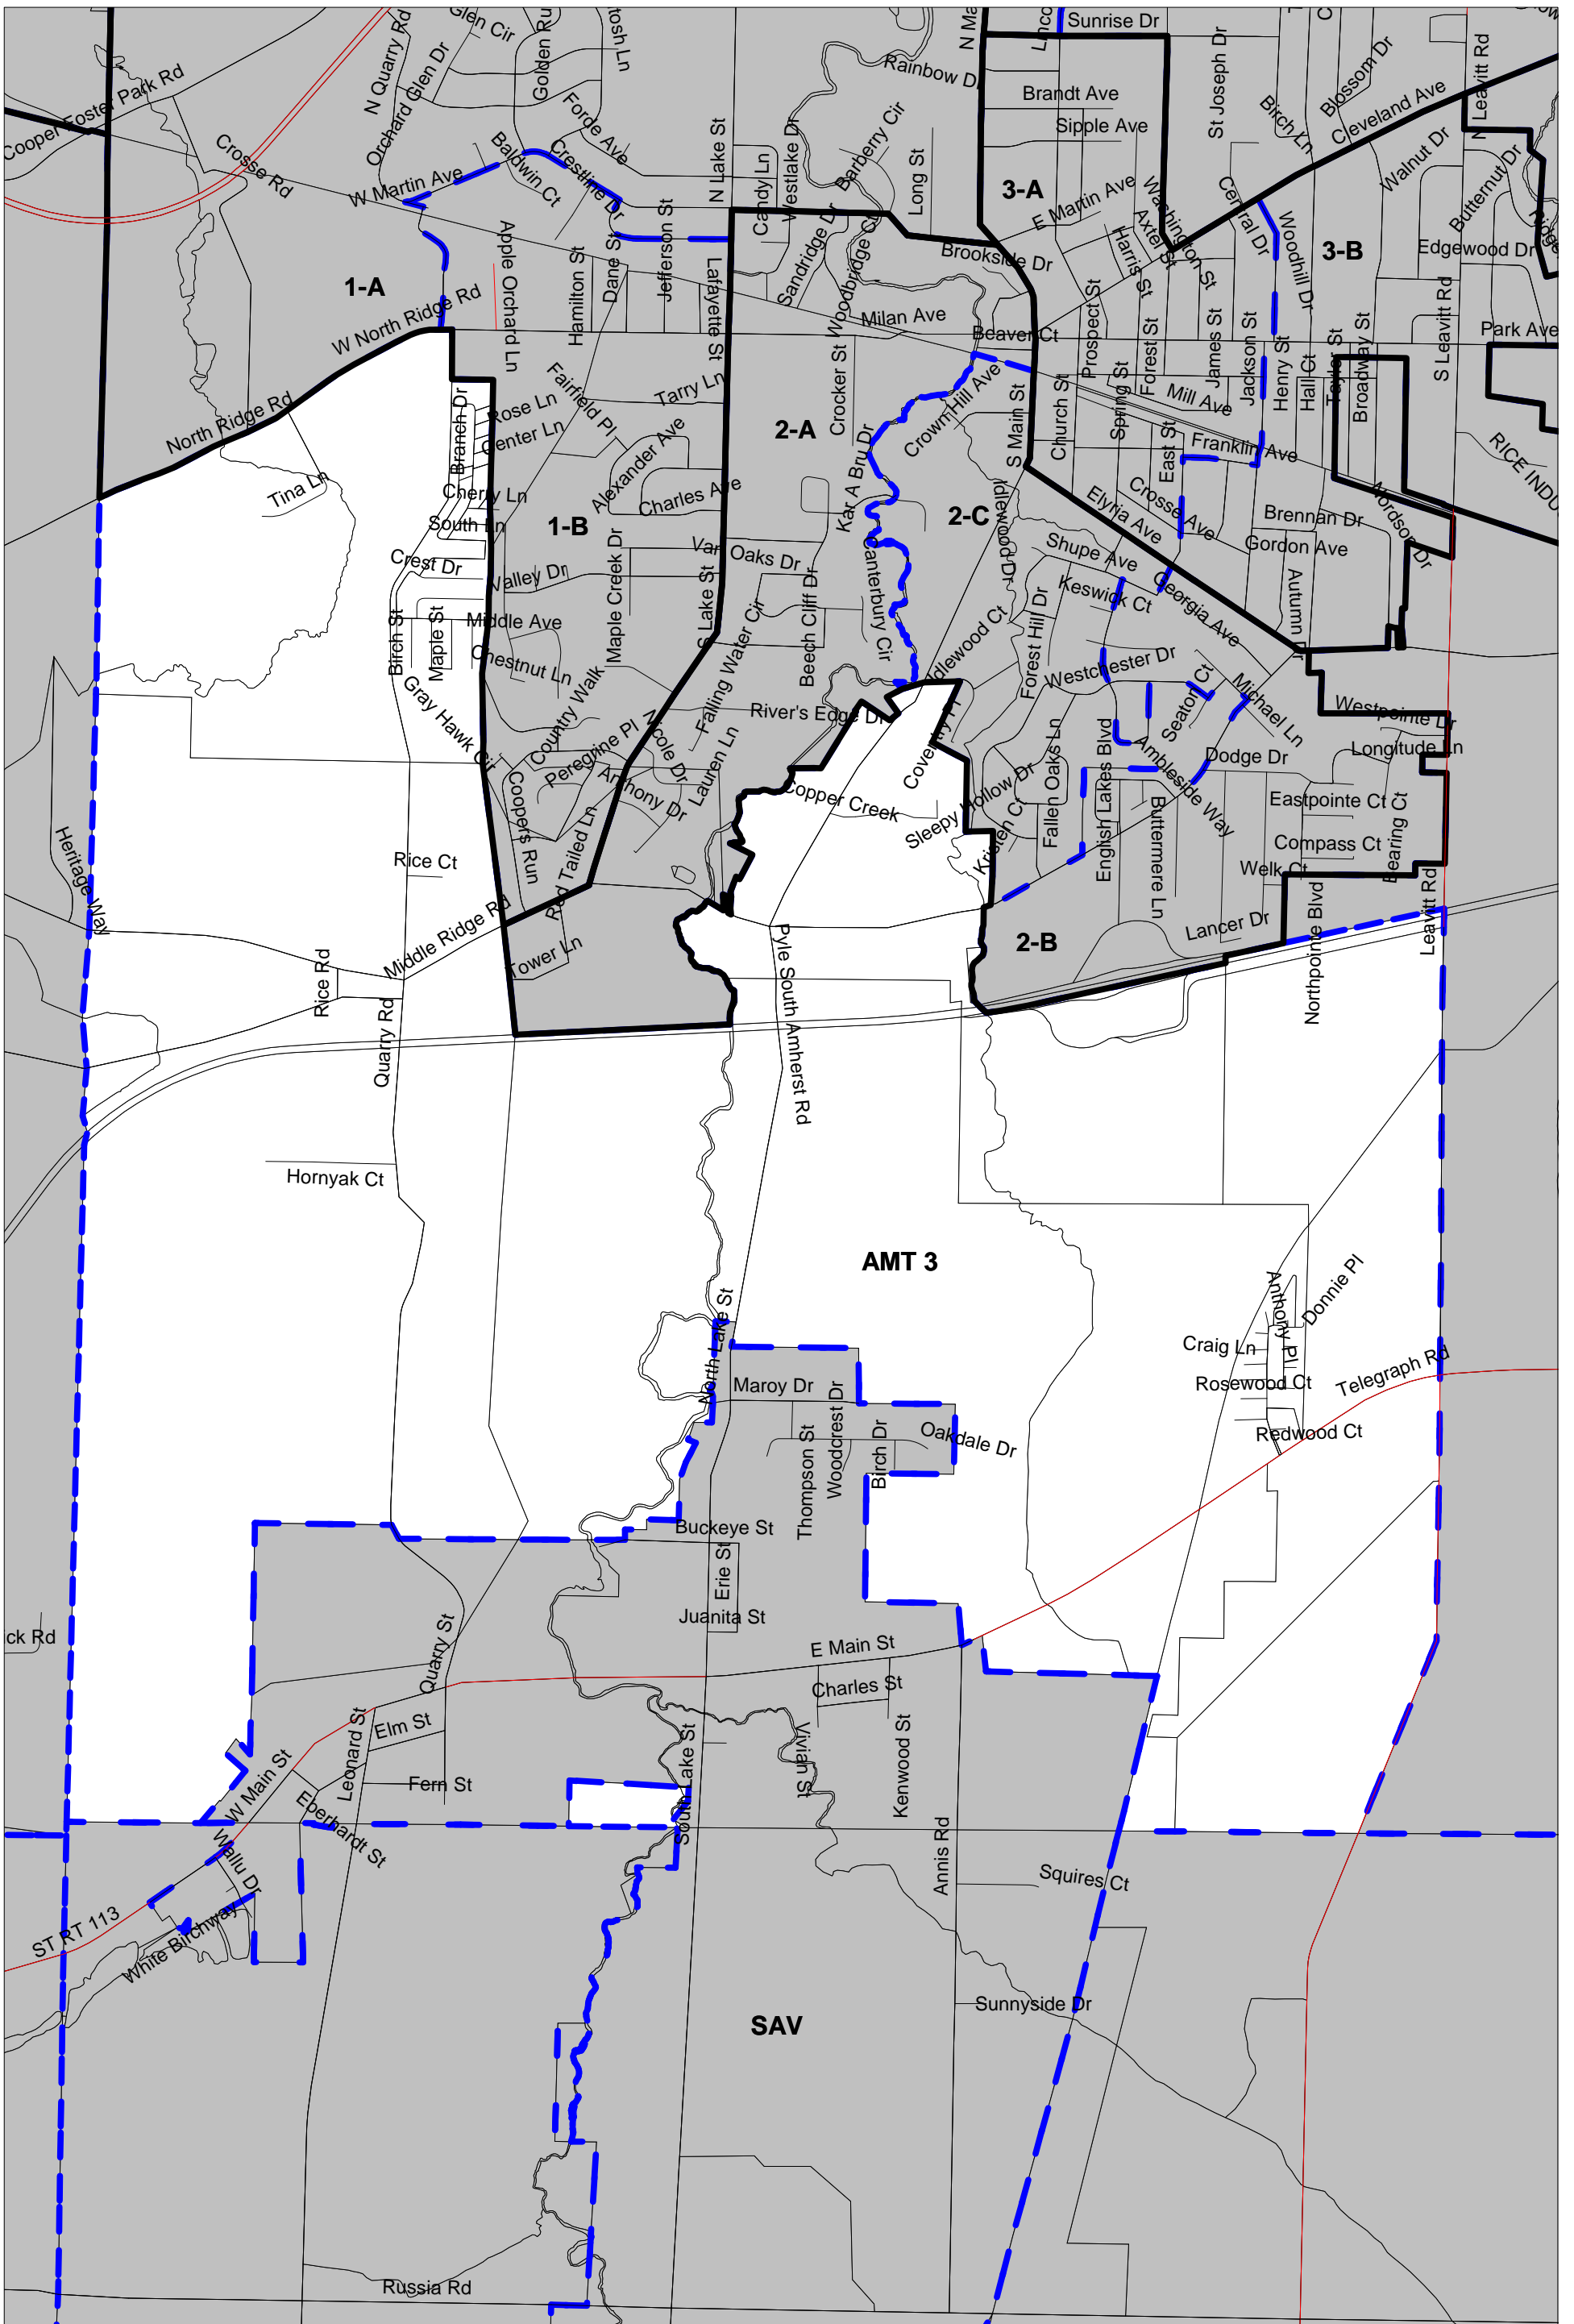 Glen Cir
Golden Ru
tosh Ln
N Ma
Linco
Sunrise Dr
N Quarry Rd
Orchard Glen Dr
Cooper Foster Park Rd
Rainbow D
Brandt Ave
St Joseph Dr
Blossom Dr
Birch Ln
Cleveland Ave
N Leavitt Rd
Forde Ave
Sipple Ave
Crosse Rd
Baldwin Ct
Crestline Dr
N Lake St
Candy Ln
Westlake Dr
Barberry Cir
Long St
3-A
Walnut Dr
Butternut Dr
W Martin Ave
E Martin Ave
Washington St
Central Dr
Woodhill Dr
3-B
Edgewood Dr
Apple Orchard Ln
Hamilton St
Dane St
Jefferson St
Lafayette St
Sandridge Dr
Woodbridge Ct
Brookside Dr
Harris St
Axtel St
1-A
W North Ridge Rd
Milan Ave
Beaver Ct
Prospect St
Forest St
James St
Jackson St
Henry St
Hall Ct
Taylor St
Broadway St
S Leavitt Rd
Park Ave
Fairfield Pl
Tarry Ln
Crocker St
Crown Hill Ave
S Main St
Church St
Spring St
Mill Ave
North Ridge Rd
Branch Dr
Rose Ln
Center Ln
2-A
Kar A Bru Dr
East St
Franklin Ave
RICE INDU
Tina Ln
Cherry Ln
South Ln
Alexander Ave
Charles Ave
1-B
2-C
Idlewood Dr
Elyria Ave
Crosse Ave
Brennan Dr
Gordon Ave
Nordson Dr
Crest Dr
Valley Dr
Maple Creek Dr
Van Oaks Dr
Canterbury Cir
Shupe Ave
Keswick Ct
Georgia Ave
Autumn Dr
Birch St
Maple St
Middle Ave
Chestnut Ln
S Lake St
Falling Water Cir
Beech Cliff Dr
Idlewood Ct
Forest Hill Dr
Westchester Dr
Seaton Ct
Michael Ln
Gray Hawk Cir
Country Walk
Peregrine Pl
Nicole Dr
River's Edge Dr
Coventry Pl
Westpointe Dr
Longitude Ln
Anthony Dr
Lauren Ln
Copper Creek
Sleepy Hollow Dr
Fallen Oaks Ln
English Lakes Blvd
Ambleside Way
Dodge Dr
Eastpointe Ct
Heritage Way
Rice Ct
Coopers Run
Red Tailed Ln
Kristen Ct
Buttermere Ln
Compass Ct
Welk Ct
Bearing Ct
Rice Rd
Middle Ridge Rd
Tower Ln
2-B
Lancer Dr
Northpointe Blvd
Leavitt Rd
Quarry Rd
Pyle South Amherst Rd
Hornyak Ct
AMT 3
North Lake St
Anthony Pl
Donnie Pl
Craig Ln
Rosewood Ct
Telegraph Rd
Redwood Ct
Maroy Dr
Thompson St
Woodcrest Dr
Birch Dr
Oakdale Dr
Buckeye St
Erie St
Juanita St
ick Rd
Quarry St
E Main St
Charles St
Leonard St
Elm St
Fern St
W Main St
Eberhardt St
South Lake St
Vivian St
Kenwood St
Annis Rd
Wallu Dr
ST RT 113
White Birchway
Squires Ct
Sunnyside Dr
SAV
Russia Rd